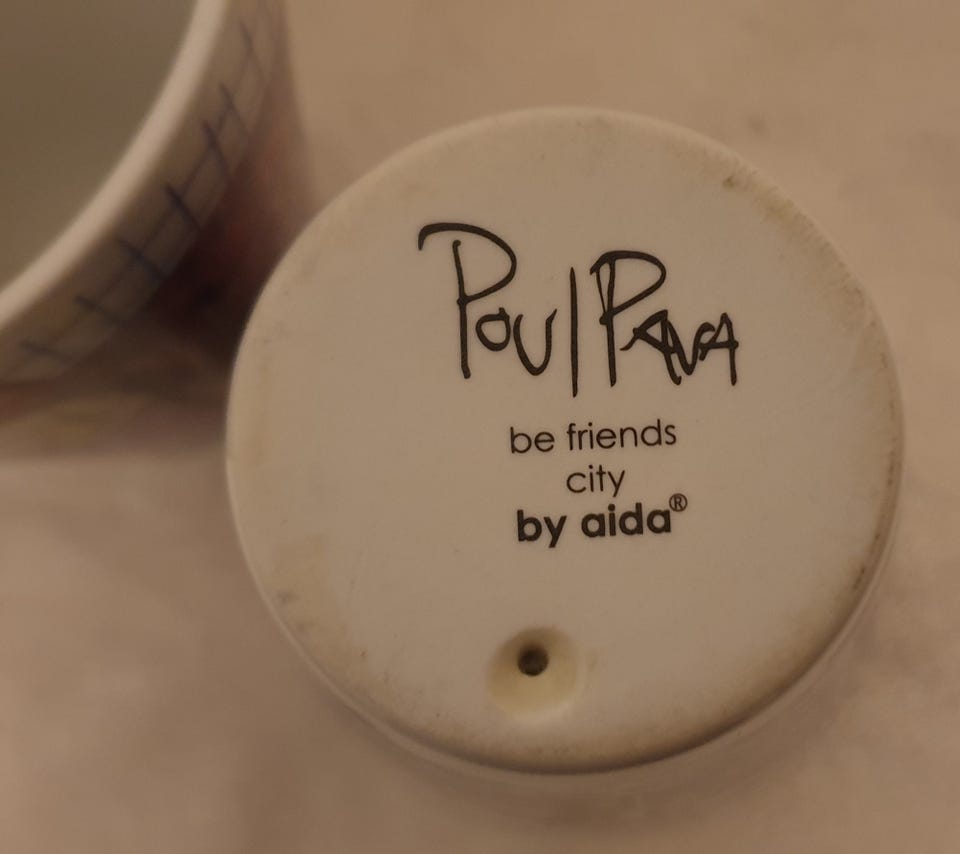 Poul Pava
be friends
city
by aida®